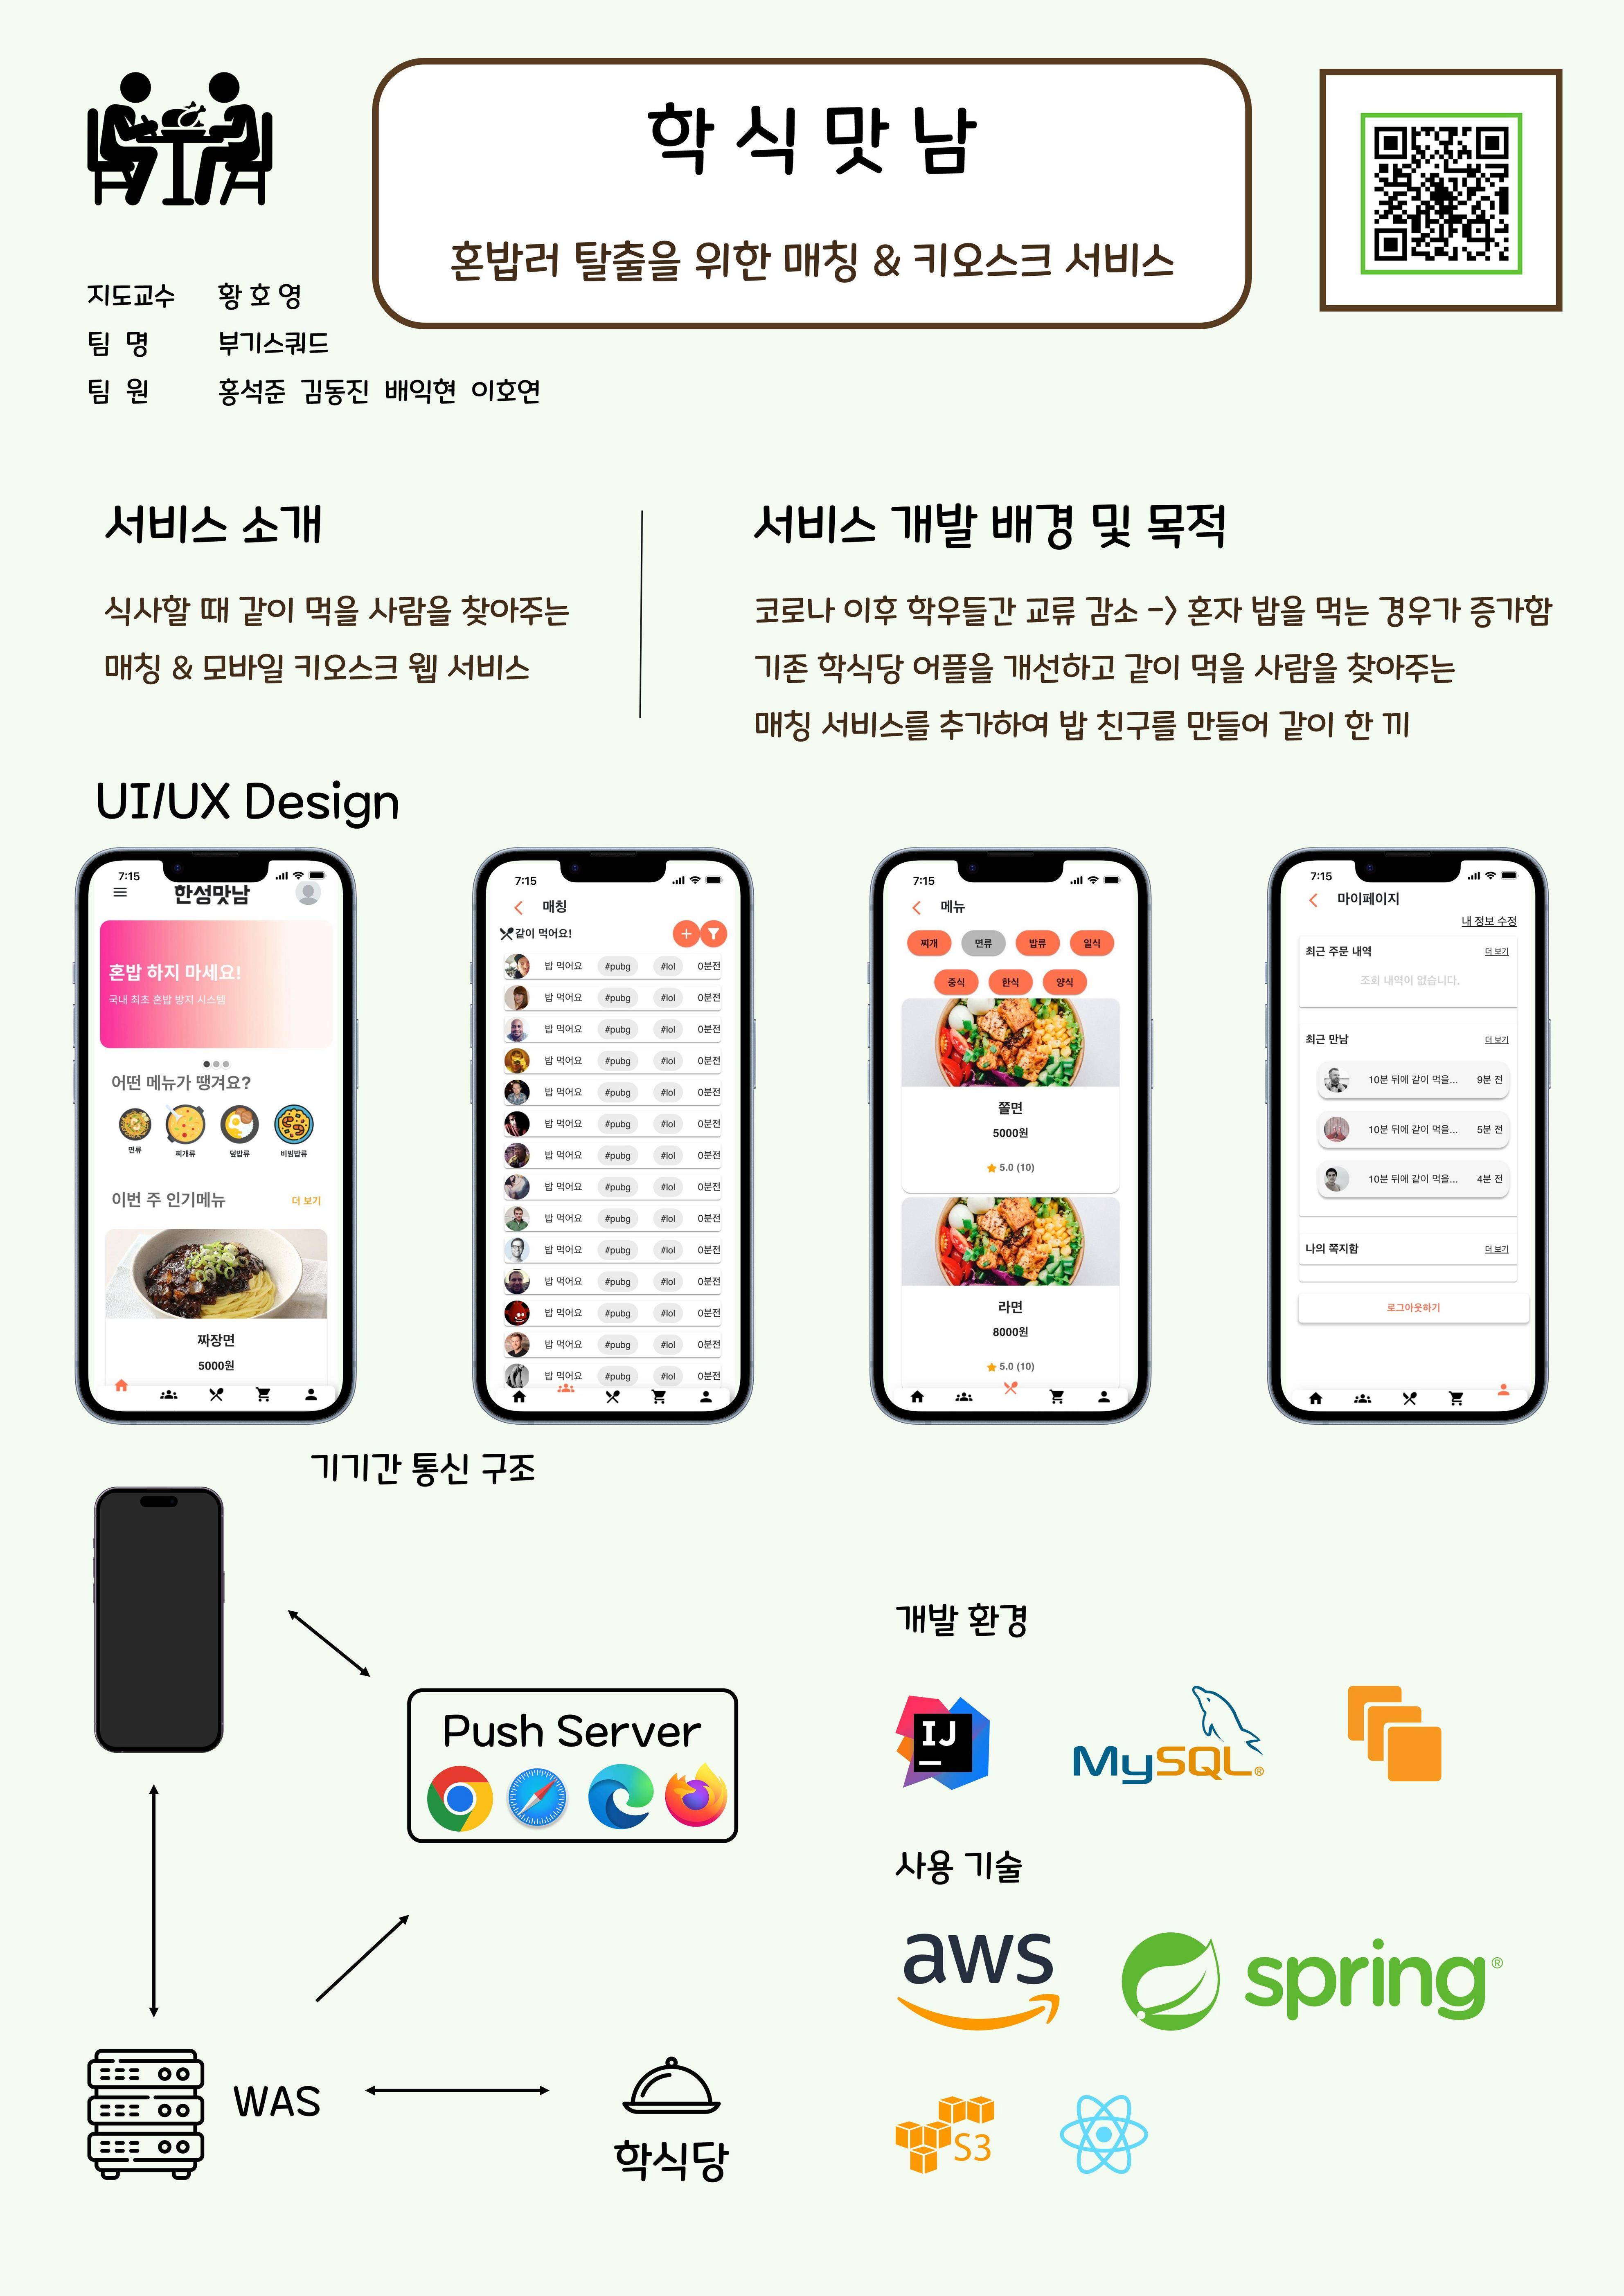 학식맛남
혼밥러 탈출을 위한 매칭 & 키오스크 서비스
지도교수 황호영
팀 명 부기스쿼드
팀 원 홍석준 김동진 배익현 이호연
서비스 소개
식사할 때 같이 먹을 사람을 찾아주는
매칭 & 모바일 키오스크 웹 서비스
서비스 개발 배경 및 목적
코로나 이후 학우들간 교류 감소 -> 혼자 밥을 먹는 경우가 증가함
기존 학식당 어플을 개선하고 같이 먹을 사람을 찾아주는
매칭 서비스를 추가하여 밥 친구를 만들어 같이 한 끼
UI/UX Design
7:15
한성맛남
혼밥 하지 마세요!
국내 최초 혼밥 방지 시스템
어떤 메뉴가 땡겨요?
면류 찌개류 덮밥류 비빔밥류
이번 주 인기메뉴 더 보기
짜장면
5000원
7:15
매칭
같이 먹어요!
밥 먹어요 #pubg #lol 0분전
밥 먹어요 #pubg #lol 0분전
밥 먹어요 #pubg #lol 0분전
밥 먹어요 #pubg #lol 0분전
밥 먹어요 #pubg #lol 0분전
밥 먹어요 #pubg #lol 0분전
밥 먹어요 #pubg #lol 0분전
밥 먹어요 #pubg #lol 0분전
밥 먹어요 #pubg #lol 0분전
밥 먹어요 #pubg #lol 0분전
밥 먹어요 #pubg #lol 0분전
밥 먹어요 #pubg #lol 0분전
밥 먹어요 #pubg #lol 0분전
밥 먹어요 #pubg #lol 0분전
7:15
메뉴
찌개 면류 밥류 일식
중식 한식 양식
쫄면
5000원
5.0 (10)
라면
8000원
5.0 (10)
7:15
마이페이지
내 정보 수정
최근 주문 내역 더 보기
조회 내역이 없습니다.
최근 만남 더 보기
10분 뒤에 같이 먹을... 9분 전
10분 뒤에 같이 먹을... 5분 전
10분 뒤에 같이 먹을... 4분 전
나의 쪽지함 더 보기
로그아웃하기
기기간 통신 구조
Push Server
WAS
학식당
개발 환경
IJ
MySQL®
사용 기술
aws
spring®
S3